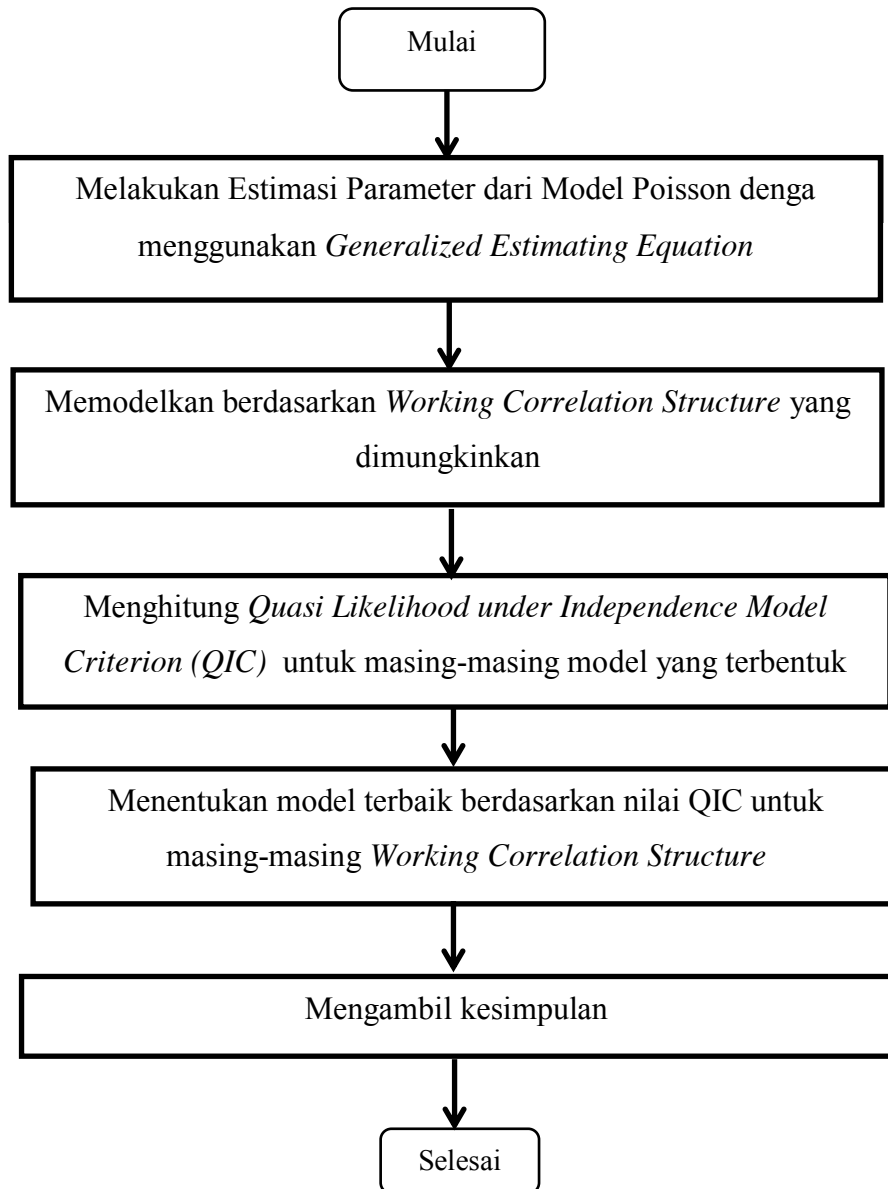 Mulai
Melakukan Estimasi Parameter dari Model Poisson denga
menggunakan Generalized Estimating Equation
Memodelkan berdasarkan Working Correlation Structure yang
dimungkinkan
Menghitung Quasi Likelihood under Independence Model
Criterion (QIC) untuk masing-masing model yang terbentuk
Menentukan model terbaik berdasarkan nilai QIC untuk
masing-masing Working Correlation Structure
Mengambil kesimpulan
Selesai